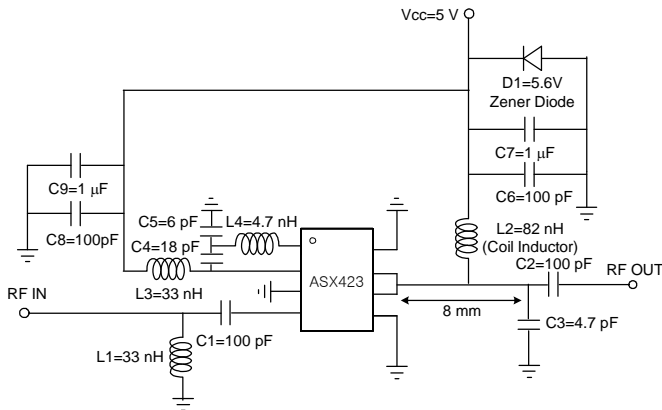 Vcc=5 V
D1=5.6V
Zener Diode
C7=1 μF
C6=100 pF
C9=1 μF
C8=100pF
C5=6 pF
L4=4.7 nH
C4=18 pF
L3=33 nH
ASX423
L2=82 nH
(Coil Inductor)
C2=100 pF
RF OUT
8 mm
C3=4.7 pF
RF IN
C1=100 pF
L1=33 nH